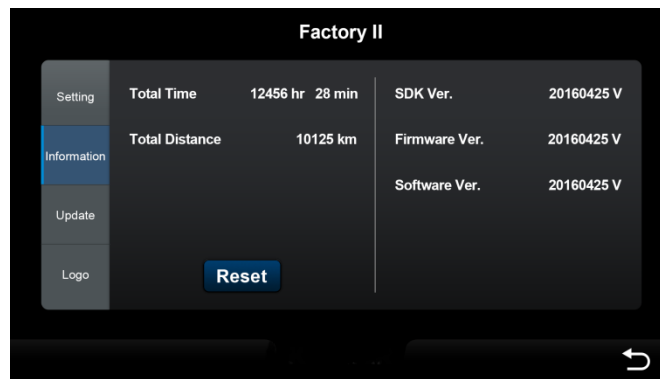 Factory II
Setting
Information
Update
Logo
Total Time 12456 hr 28 min
Total Distance 10125 km
Reset
SDK Ver. 20160425 V
Firmware Ver. 20160425 V
Software Ver. 20160425 V